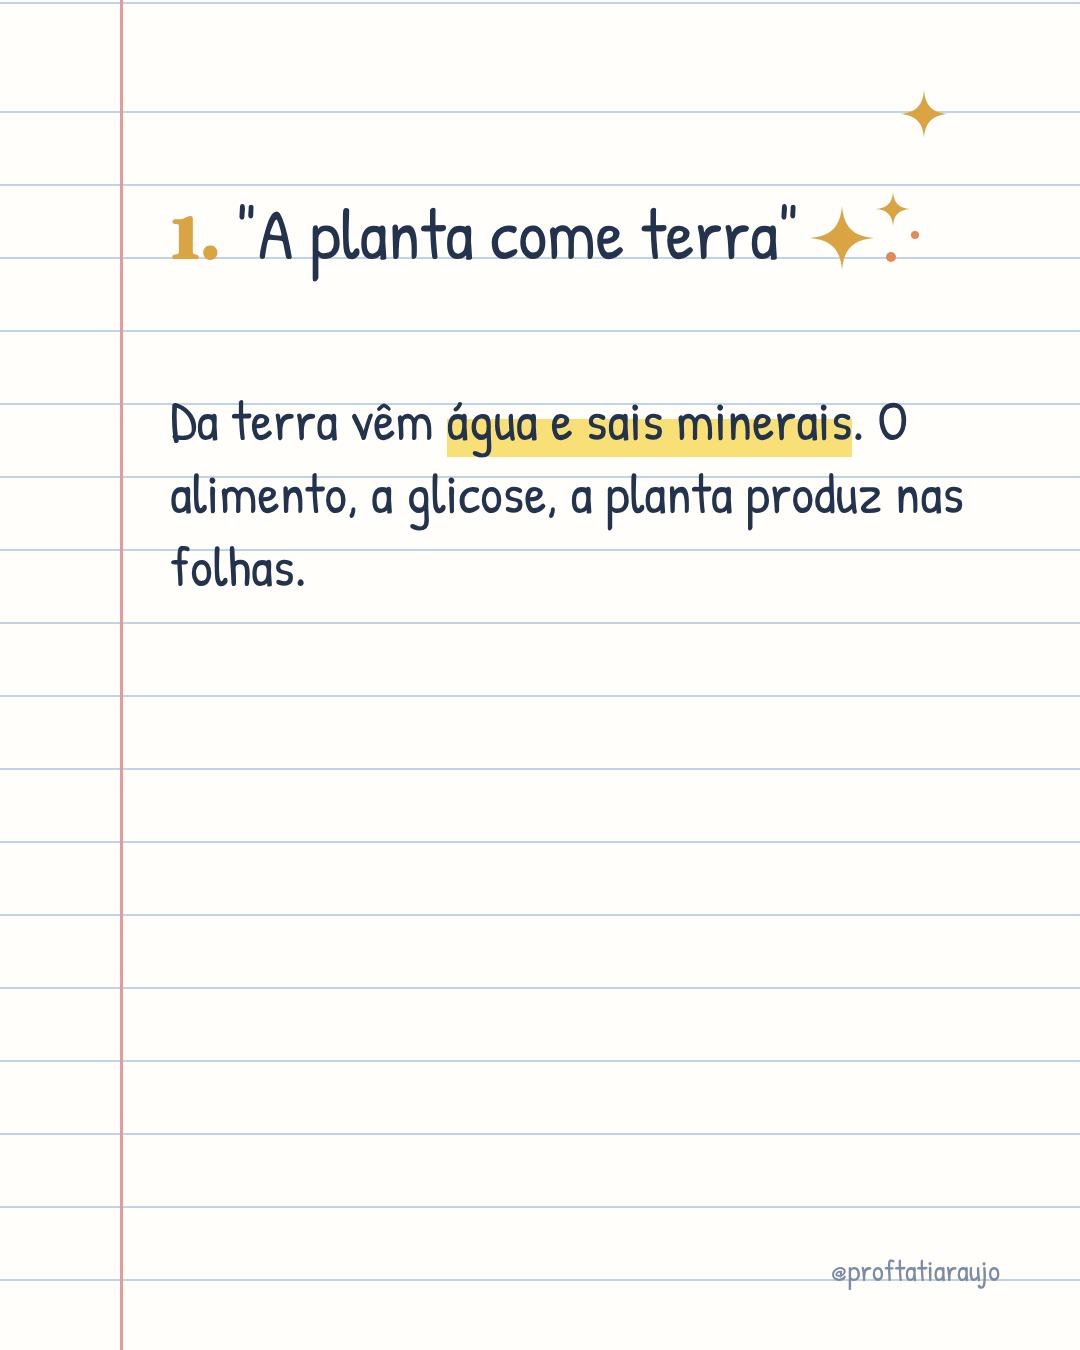 1. "A planta come terra"
Da terra vêm água e sais minerais. O
alimento, a glicose, a planta produz nas
folhas.
@proftatiaraujo